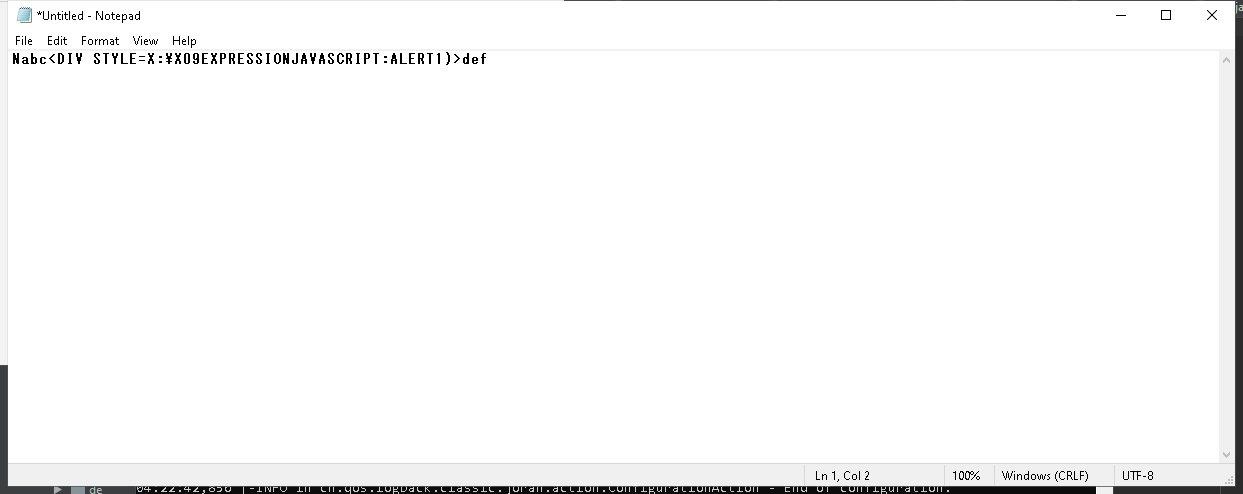 *Untitled - Notepad
File Edit Format View Help
Nabc<DIV STYLE=X:¥X09EXPRESSIONJAVASCRIPT:ALERT1)>def
Ln 1, Col 2 100% Windows (CRLF) UTF-8
de 04:22:42,856 |-INFO in ch.qos.logback.classic.joran.action.ConfigurationAction - End of configuration.